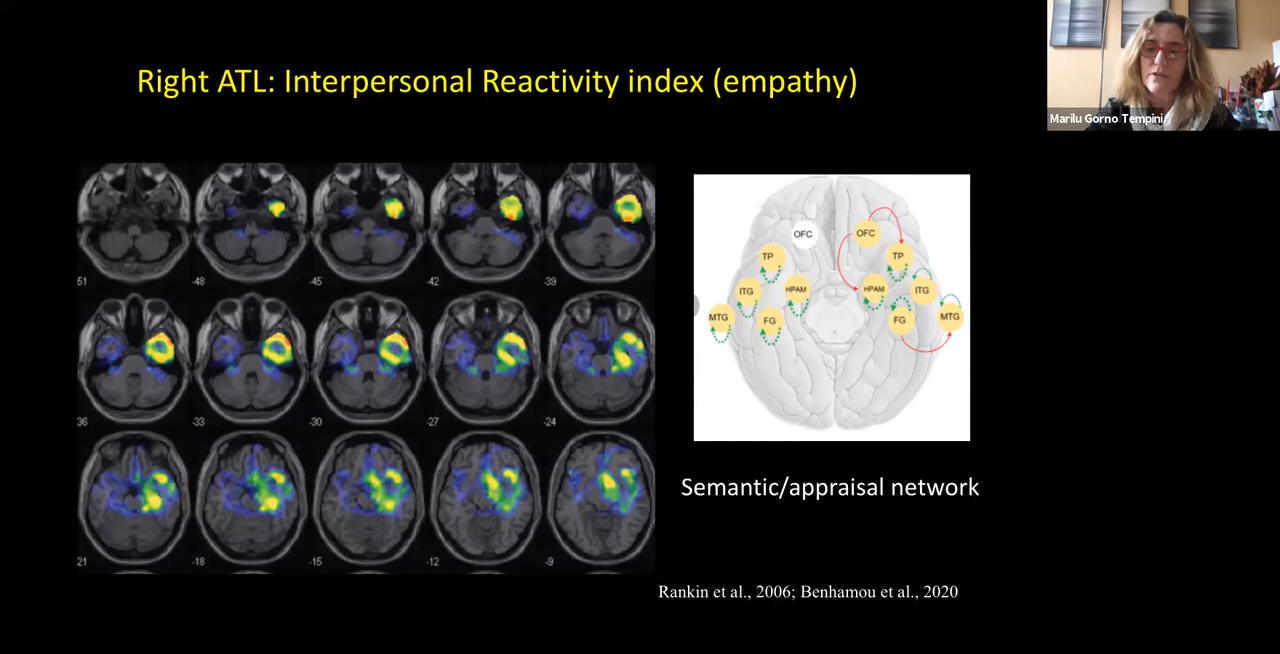 Right ATL: Interpersonal Reactivity index (empathy)
Marilu Gorno Tempini
51 -48 -45 -42 -39
36 -33 -30 -27 -24
21 -18 -15 -12 -9
OFC OFC
TP TP
ITG HPAM HPAM ITG
MTG FG FG MTG
Semantic/appraisal network
Rankin et al., 2006; Benhamou et al., 2020